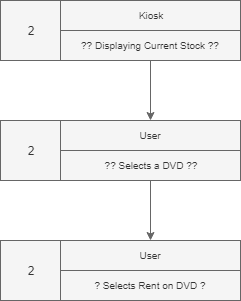 2
Kiosk
?? Displaying Current Stock ??
2
User
?? Selects a DVD ??
2
User
? Selects Rent on DVD ?